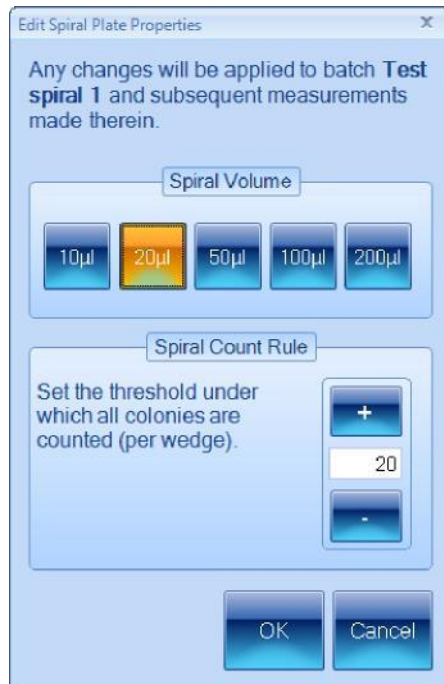 Edit Spiral Plate Properties x
Any changes will be applied to batch Test
spiral 1 and subsequent measurements
made therein.
Spiral Volume
10µl 20µl 50µl 100µl 200µl
Spiral Count Rule
Set the threshold under
which all colonies are
counted (per wedge).
+
20
-
OK Cancel